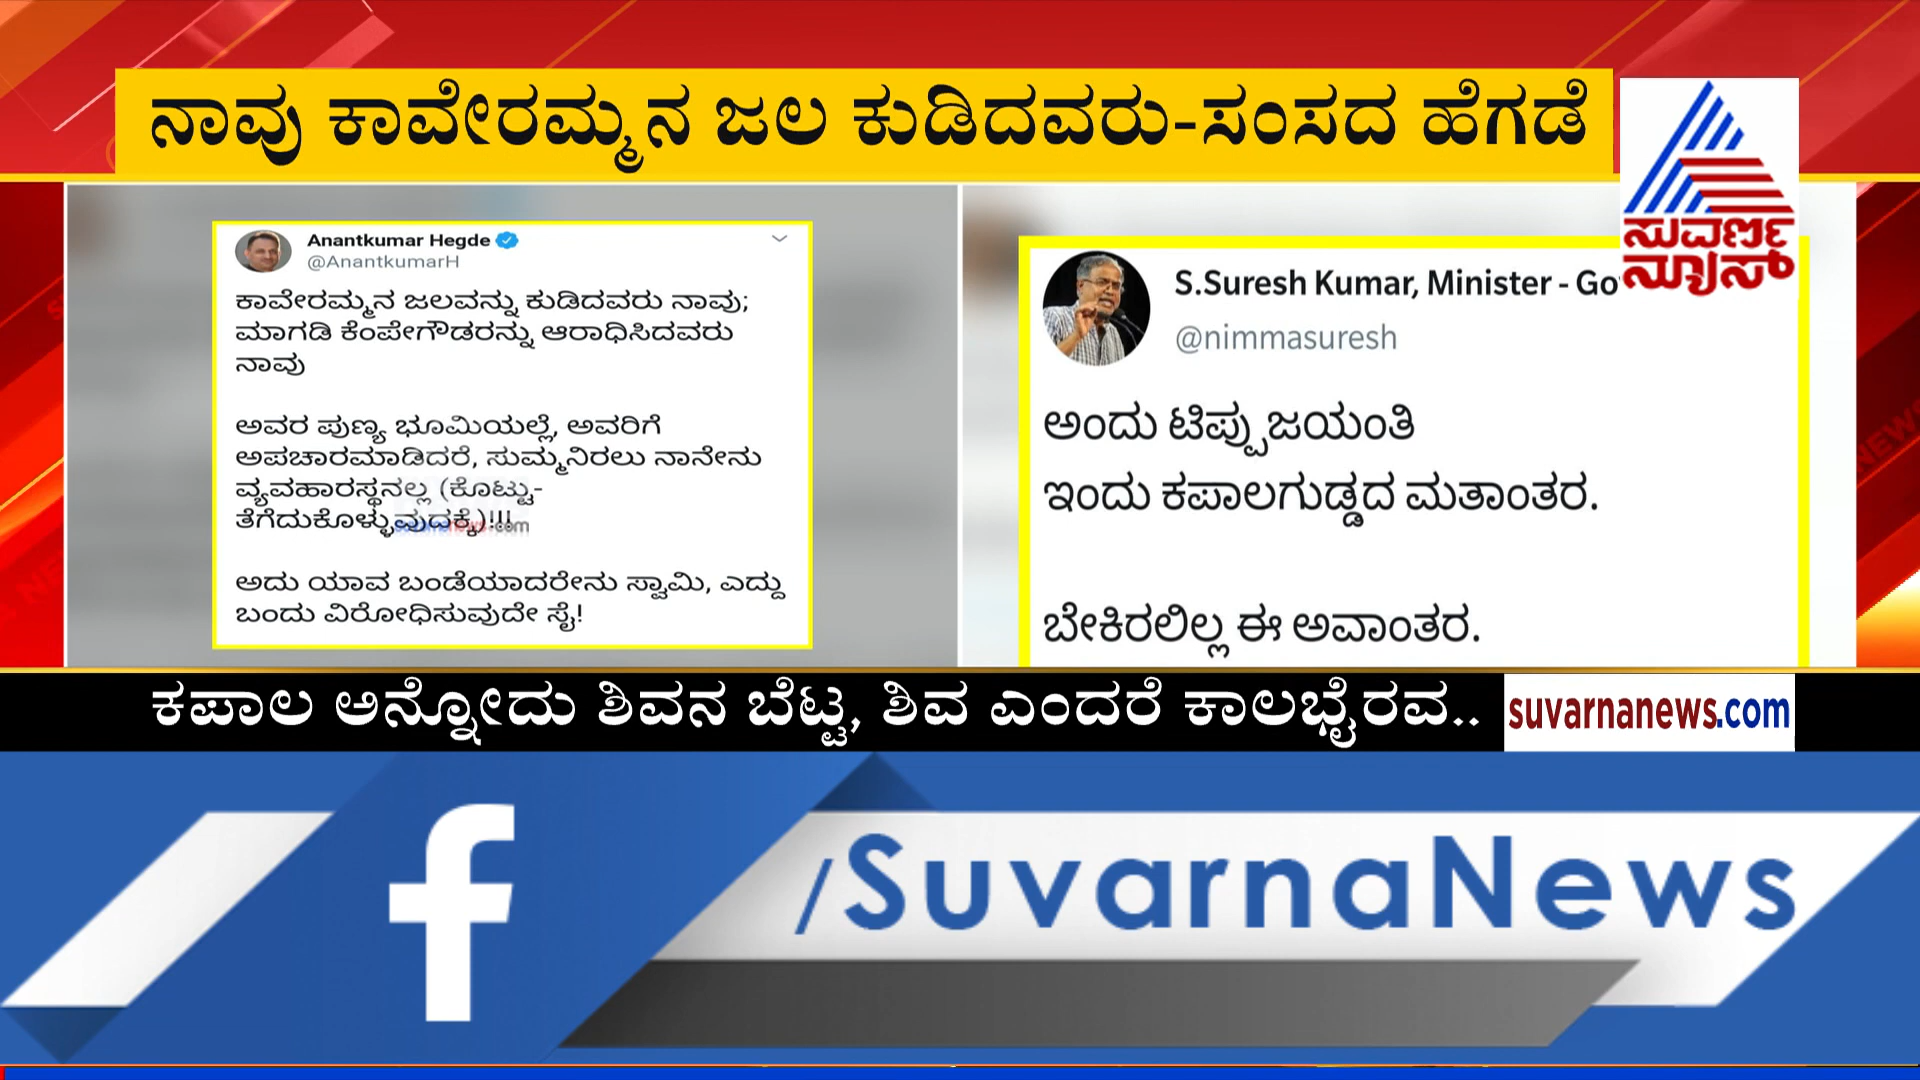 ನಾವು ಕಾವೇರಮ್ಮನ ಜಲ ಕುಡಿದವರು-ಸಂಸದ ಹೆಗಡೆ
ಸುವರ್ಣ
ನ್ಯೂಸ್
Anantkumar Hegde
@AnantkumarH
ಕಾವೇರಮ್ಮನ ಜಲವನ್ನು ಕುಡಿದವರು ನಾವು;
ಮಾಗಡಿ ಕೆಂಪೇಗೌಡರನ್ನು ಆರಾಧಿಸಿದವರು
ನಾವು
ಅವರ ಪುಣ್ಯ ಭೂಮಿಯಲ್ಲೆ, ಅವರಿಗೆ
ಅಪಚಾರಮಾಡಿದರೆ, ಸುಮ್ಮನಿರಲು ನಾನೇನು
ವ್ಯವಹಾರಸ್ಥನಲ್ಲ (ಕೊಟ್ಟು-
ತೆಗೆದುಕೊಳ್ಳುವುದಕ್ಕೆ)!!!
suvarnanews.com
ಅದು ಯಾವ ಬಂಡೆಯಾದರೇನು ಸ್ವಾಮಿ, ಎದ್ದು
ಬಂದು ವಿರೋಧಿಸುವುದೇ ಸೈ!
S.Suresh Kumar, Minister - Go
@nimmasuresh
ಅಂದು ಟಿಪ್ಪುಜಯಂತಿ
ಇಂದು ಕಪಾಲಗುಡ್ಡದ ಮತಾಂತರ.
ಬೇಕಿರಲಿಲ್ಲ ಈ ಅವಾಂತರ.
ಕಪಾಲ ಅನ್ನೋದು ಶಿವನ ಬೆಟ್ಟ, ಶಿವ ಎಂದರೆ ಕಾಲಭೈರವ..
suvarnanews.com
f /SuvarnaNews